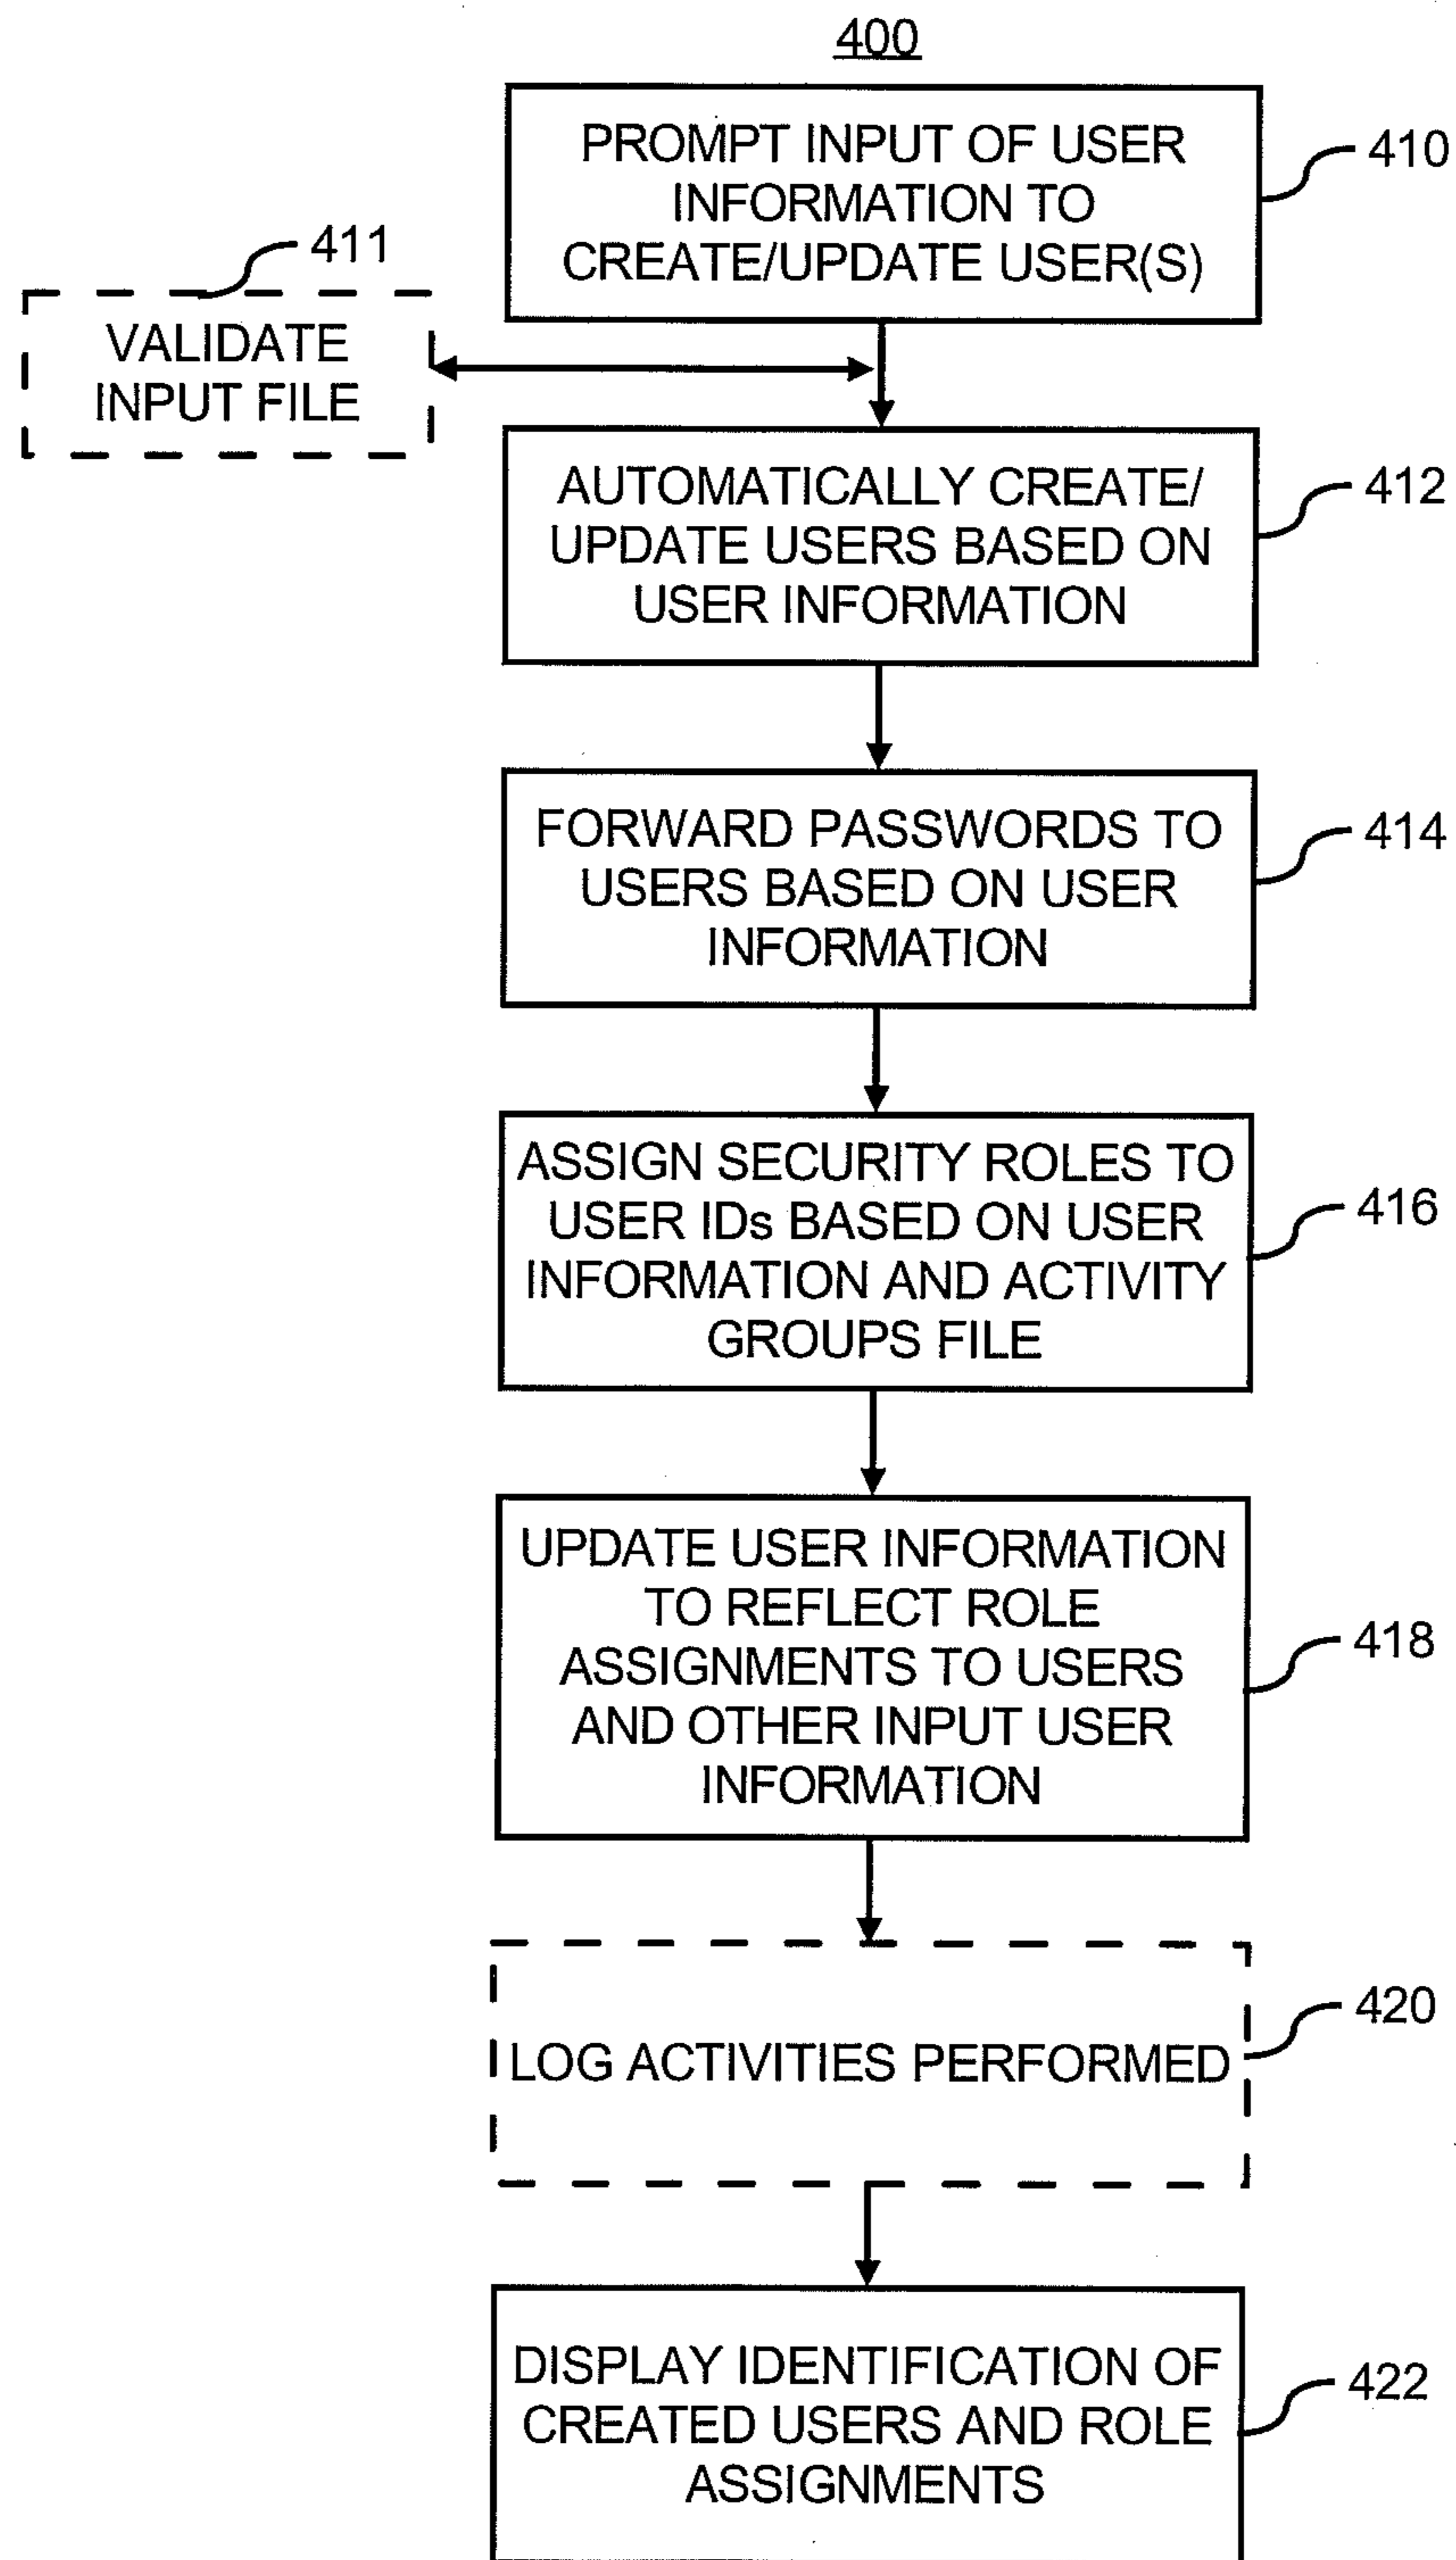 400
PROMPT INPUT OF USER
INFORMATION TO
CREATE/UPDATE USER(S)
410
411
VALIDATE
INPUT FILE
AUTOMATICALLY CREATE/
UPDATE USERS BASED ON
USER INFORMATION
412
FORWARD PASSWORDS TO
USERS BASED ON USER
INFORMATION
414
ASSIGN SECURITY ROLES TO
USER IDs BASED ON USER
INFORMATION AND ACTIVITY
GROUPS FILE
416
UPDATE USER INFORMATION
TO REFLECT ROLE
ASSIGNMENTS TO USERS
AND OTHER INPUT USER
INFORMATION
418
LOG ACTIVITIES PERFORMED
420
DISPLAY IDENTIFICATION OF
CREATED USERS AND ROLE
ASSIGNMENTS
422